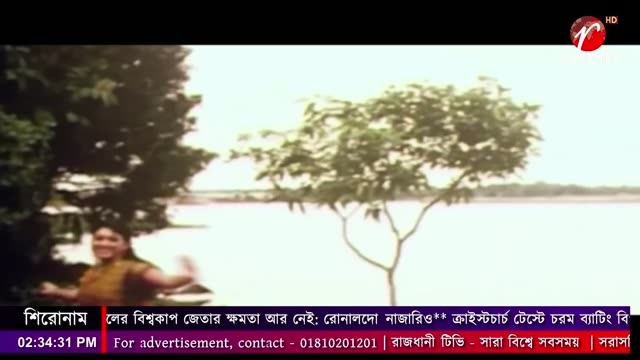 HD
শিরোনাম লের বিশ্বকাপ জেতার ক্ষমতা আর নেই: রোনালদো নাজারিও** ক্রাইস্টচার্চ টেস্টে চরম ব্যাটিং বি
02:34:31 PM For advertisement, contact - 01810201201 | রাজধানী টিভি - সারা বিশ্বে সবসময় | সরাসরি